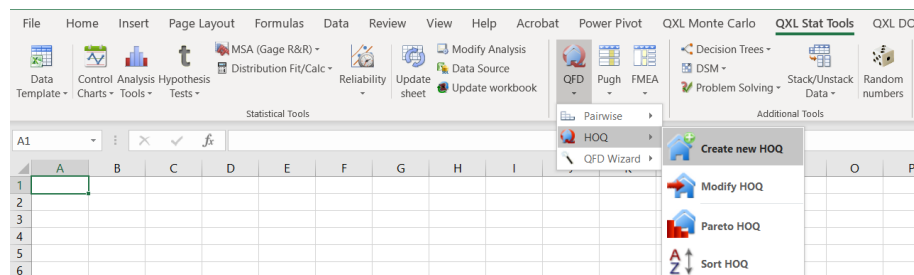 File Home Insert Page Layout Formulas Data Review View Help Acrobat Power Pivot QXL Monte Carlo QXL Stat Tools QXL DO
MSA (Gage R&R) Modify Analysis Decision Trees
Distribution Fit/Calc Data Source DSM
Update workbook Problem Solving
Data Control Analysis Hypothesis Reliability Update QFD Pugh FMEA Stack/Unstack Random
Template Charts Tools Tests sheet Data numbers
Statistical Tools Additional Tools
Pairwise
A1 fx HOQ Create new HOQ
QFD Wizard
A B C D E F G H I O P
1 Modify HOQ
2
3 Pareto HOQ
4
5 Sort HOQ
6